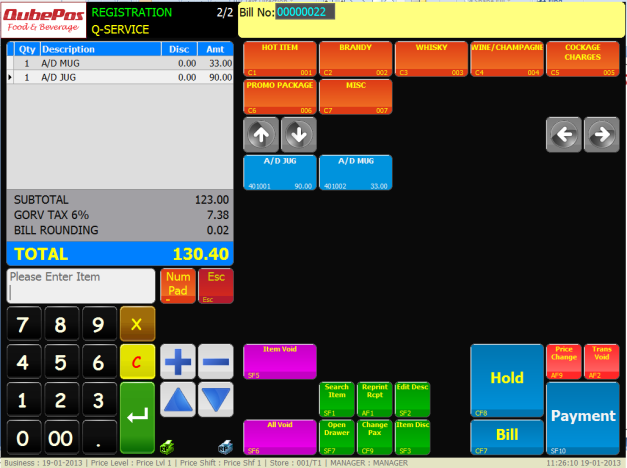 QubePos
Food & Beverage
REGISTRATION 2/2
Q-SERVICE
Bill No: 00000022
Qty Description Disc Amt
1 A/D MUG 0.00 33.00
1 A/D JUG 0.00 90.00
SUBTOTAL 123.00
GORV TAX 6% 7.38
BILL ROUNDING 0.02
TOTAL 130.40
Please Enter Item
Num Pad
Esc
Esc
7 8 9 X
4 5 6 C
1 2 3
0 00 .
HOT ITEM
C1 001
BRANDY
C2 002
WHISKY
C3 003
WINE/CHAMPAGNE
C4 004
COCKAGE CHARGES
C5 005
PROMO PACKAGE
C6 006
MISC
C7 007
A/D JUG
401001 90.00
A/D MUG
401002 33.00
Item Void
SF5
Search Item
SF1
Reprint Rcpt
AF1
Edit Desc
SF2
All Void
SF6
Open Drawer
SF7
Change Pax
CF9
Item Disc
SF3
Hold
CF8
Bill
CF7
Price Change
AF9
Trans Void
AF2
Payment
SF10
Business : 19-01-2013 | Price Level : Price Lvl 1 | Price Shift : Price Shf 1 | Store : 001/T1 | MANAGER : MANAGER 11:26:10 19-01-2013